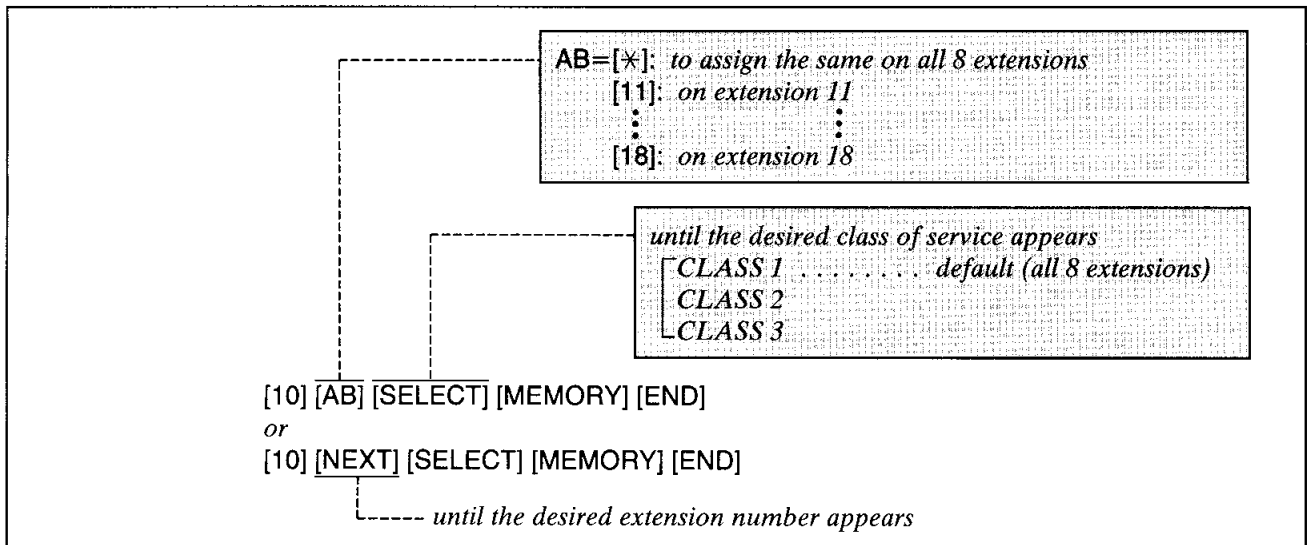 AB=[✳]: to assign the same on all 8 extensions
[11]: on extension 11
⋮ ⋮
[18]: on extension 18
until the desired class of service appears
CLASS 1 . . . . . . . . default (all 8 extensions)
CLASS 2
CLASS 3
[10] [AB] [SELECT] [MEMORY] [END]
or
[10] [NEXT] [SELECT] [MEMORY] [END]
until the desired extension number appears